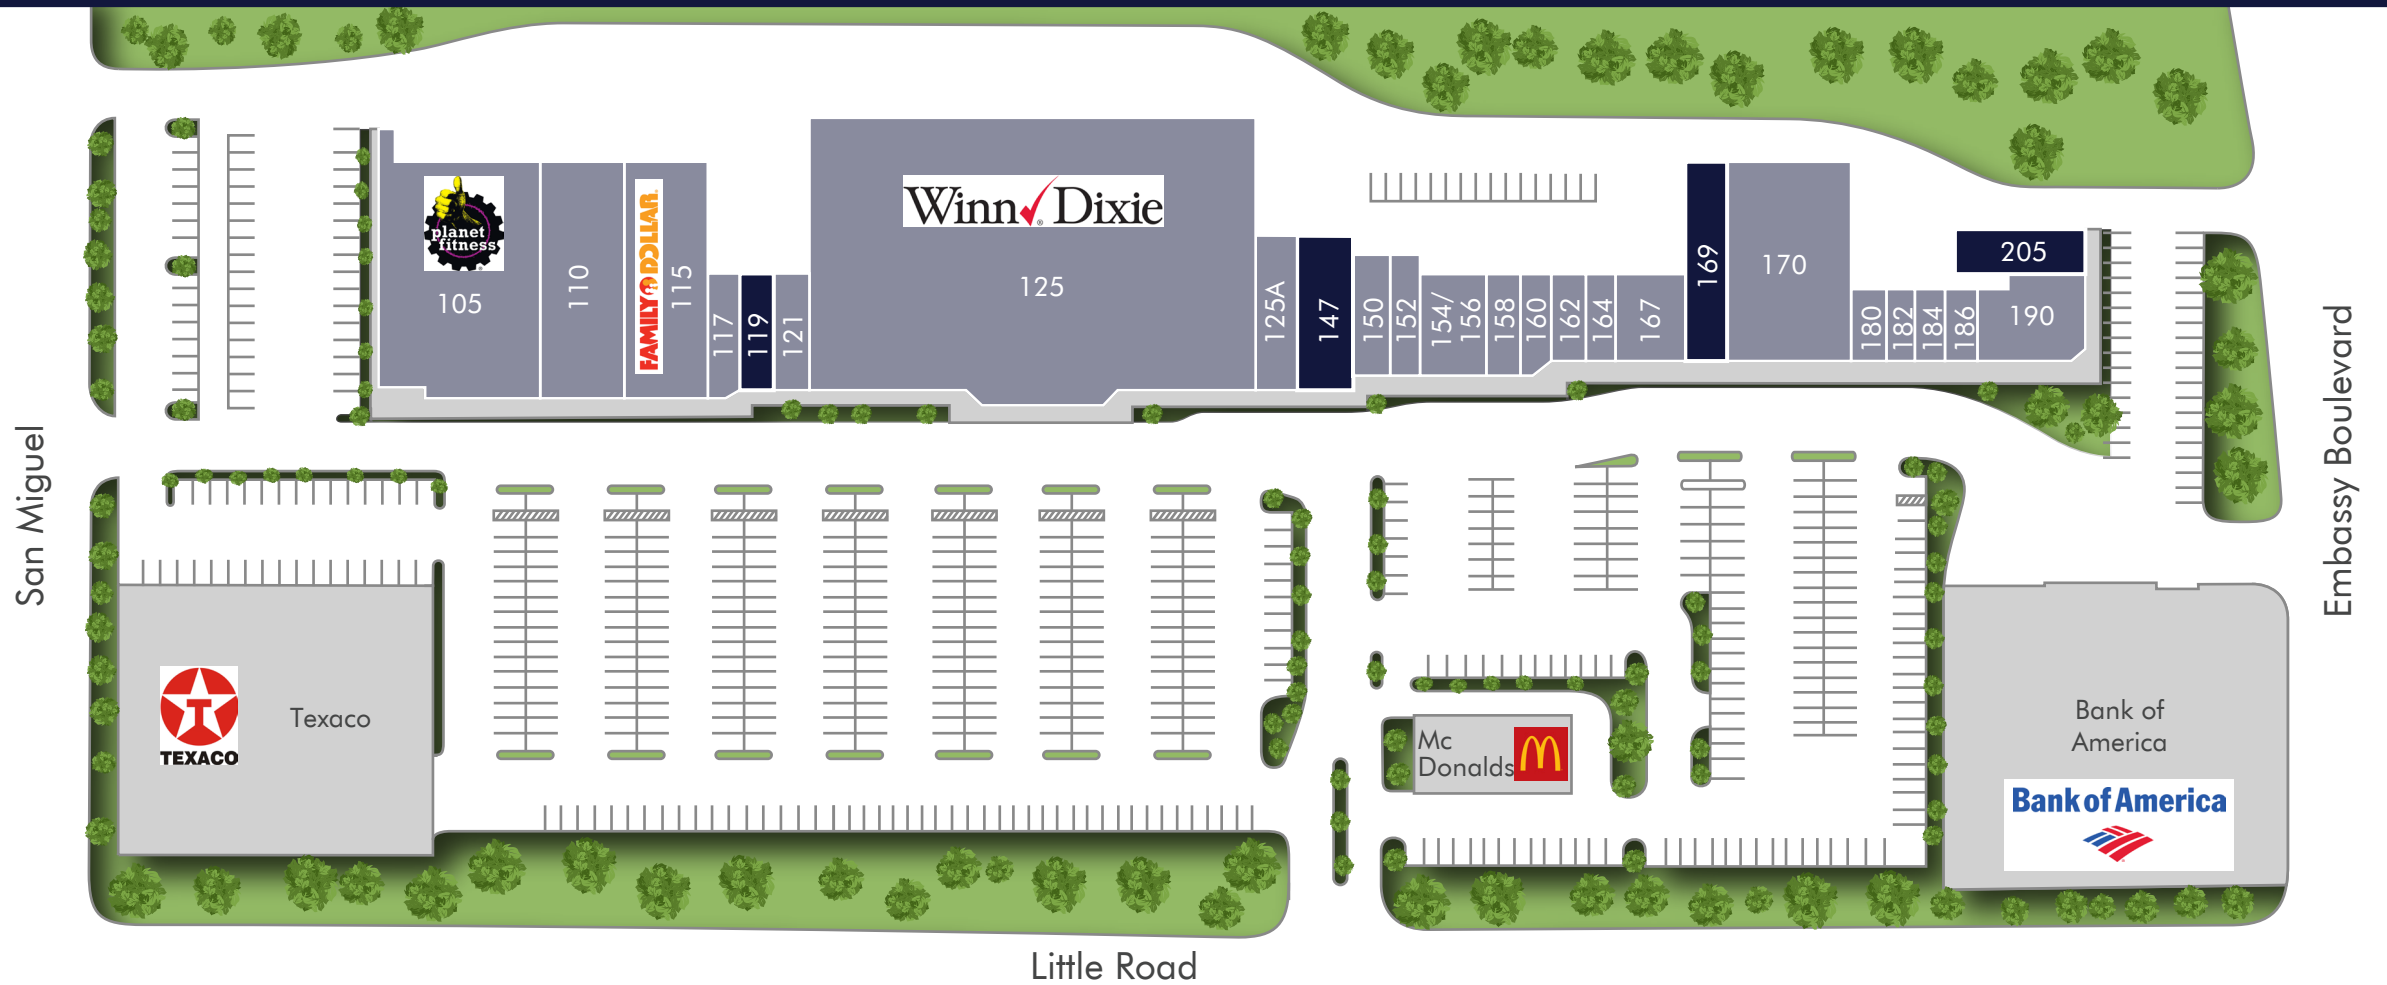 planet
fitness
105
110
FAMILY DOLLAR
115
117
119
121
Winn Dixie
125
125A
147
150
152
154/
156
158
160
162
164
167
169
170
180
182
184
186
190
205
San Miguel
Embassy Boulevard
TEXACO
Texaco
Mc
Donalds
Bank of
America
Bank of America
Little Road